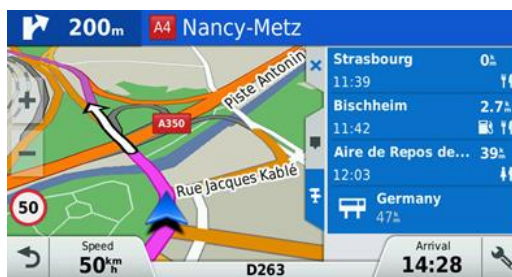 200m A4 Nancy-Metz
Piste Antonin
A350
Rue Jacques Kablé
50
Strasbourg 0
11:39
Bischheim 2.7
11:42
Aire de Repos de... 39
12:03
Germany
47
Speed
50 km h
D263
Arrival
14:28